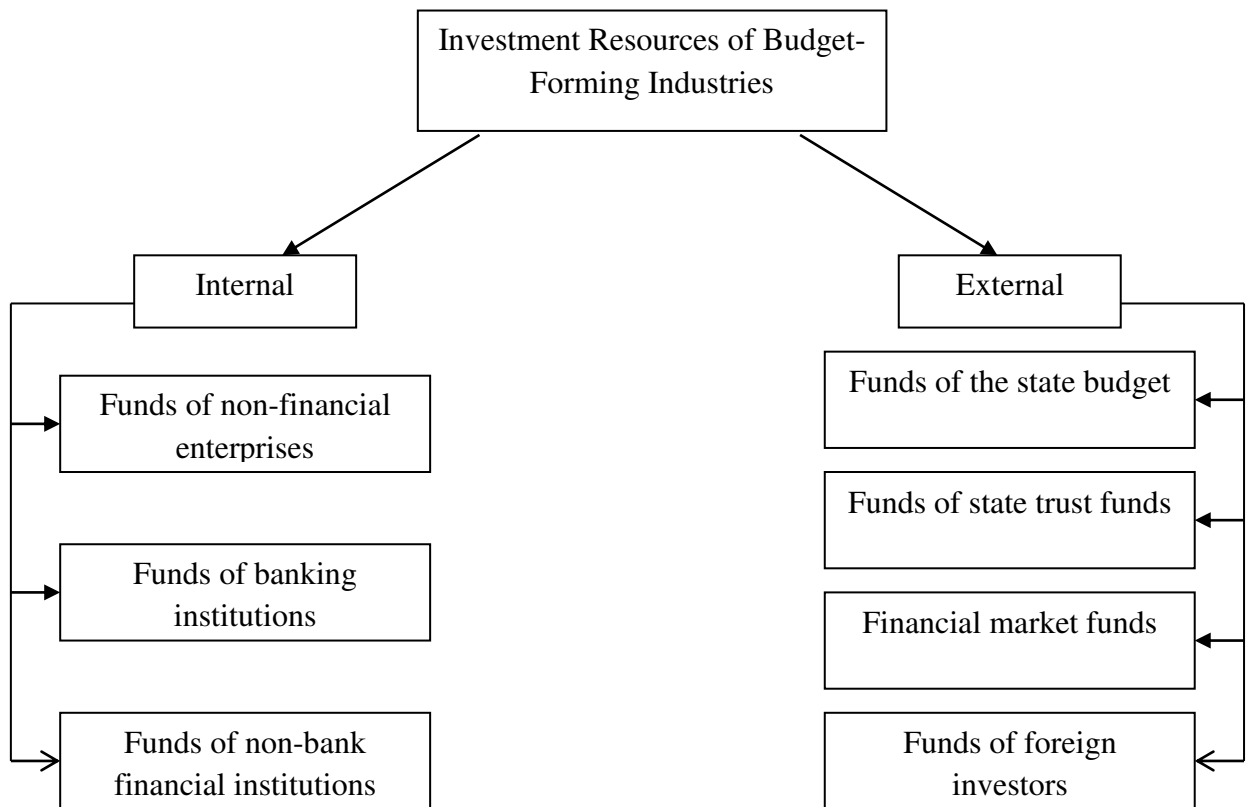 Investment Resources of Budget-
Forming Industries
Internal
External
Funds of non-financial
enterprises
Funds of banking
institutions
Funds of non-bank
financial institutions
Funds of the state budget
Funds of state trust funds
Financial market funds
Funds of foreign
investors